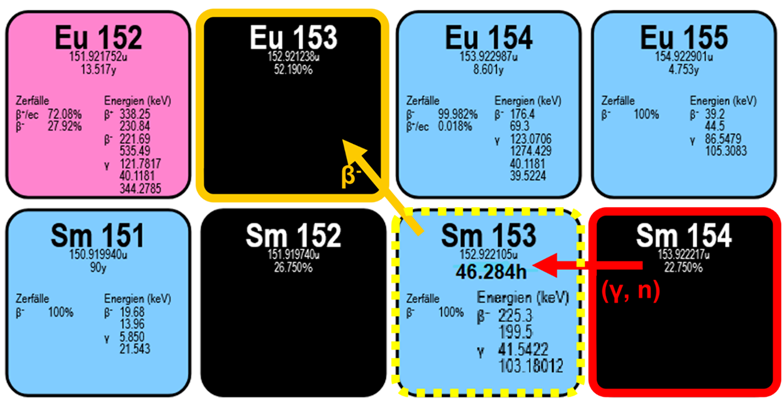 Eu 152
151.921752u
13.517y
Zerfälle Energien (keV)
β⁺/ec 72.08% β⁺ 338.25
β⁻ 27.92% 230.84
β⁻ 221.69
535.49
γ 121.7817
40.1181
344.2785
Eu 153
152.921238u
52.190%
Eu 154
153.922987u
8.601y
Zerfälle Energien (keV)
β⁻ 99.982% β⁻ 176.4
β⁺/ec 0.018% 69.3
γ 123.0706
1274.429
40.1181
39.5224
Eu 155
154.922901u
4.753y
Zerfälle Energien (keV)
β⁻ 100% β⁻ 39.2
44.5
γ 86.5479
105.3083
β⁻
Sm 151
150.919940u
90y
Zerfälle Energien (keV)
β⁻ 100% β⁻ 19.68
13.96
γ 5.850
21.543
Sm 152
151.919740u
26.750%
Sm 153
152.922105u
46.284h
Zerfälle Energien (keV)
β⁻ 100% β⁻ 225.3
199.5
γ 41.5422
103.18012
Sm 154
153.922217u
22.750%
(γ, n)